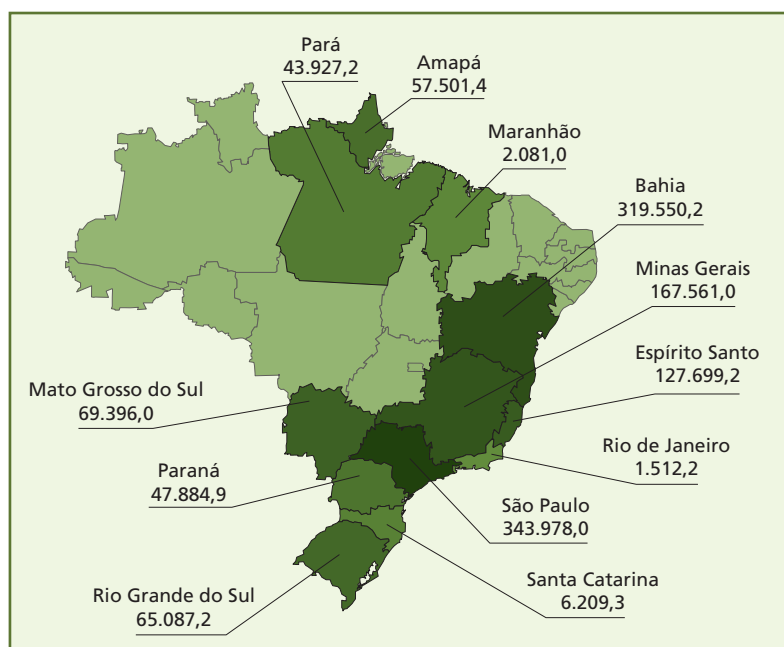 Pará
43.927,2
Amapá
57.501,4
Maranhão
2.081,0
Bahia
319.550,2
Minas Gerais
167.561,0
Espírito Santo
127.699,2
Mato Grosso do Sul
69.396,0
Rio de Janeiro
1.512,2
Paraná
47.884,9
São Paulo
343.978,0
Santa Catarina
6.209,3
Rio Grande do Sul
65.087,2